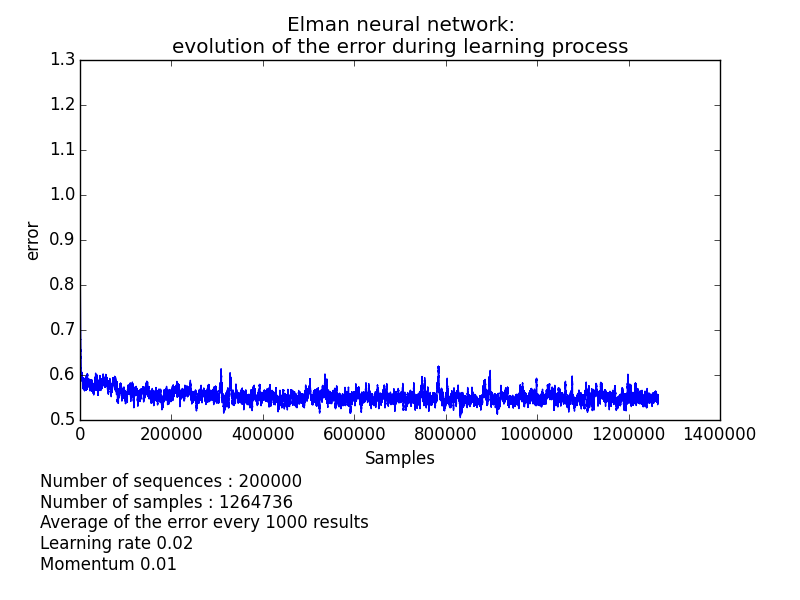 Elman neural network:
evolution of the error during learning process
1.3
1.2
1.1
1.0
0.9
0.8
0.7
0.6
0.5
error
0 200000 400000 600000 800000 1000000 1200000 1400000
Samples
Number of sequences : 200000
Number of samples : 1264736
Average of the error every 1000 results
Learning rate 0.02
Momentum 0.01